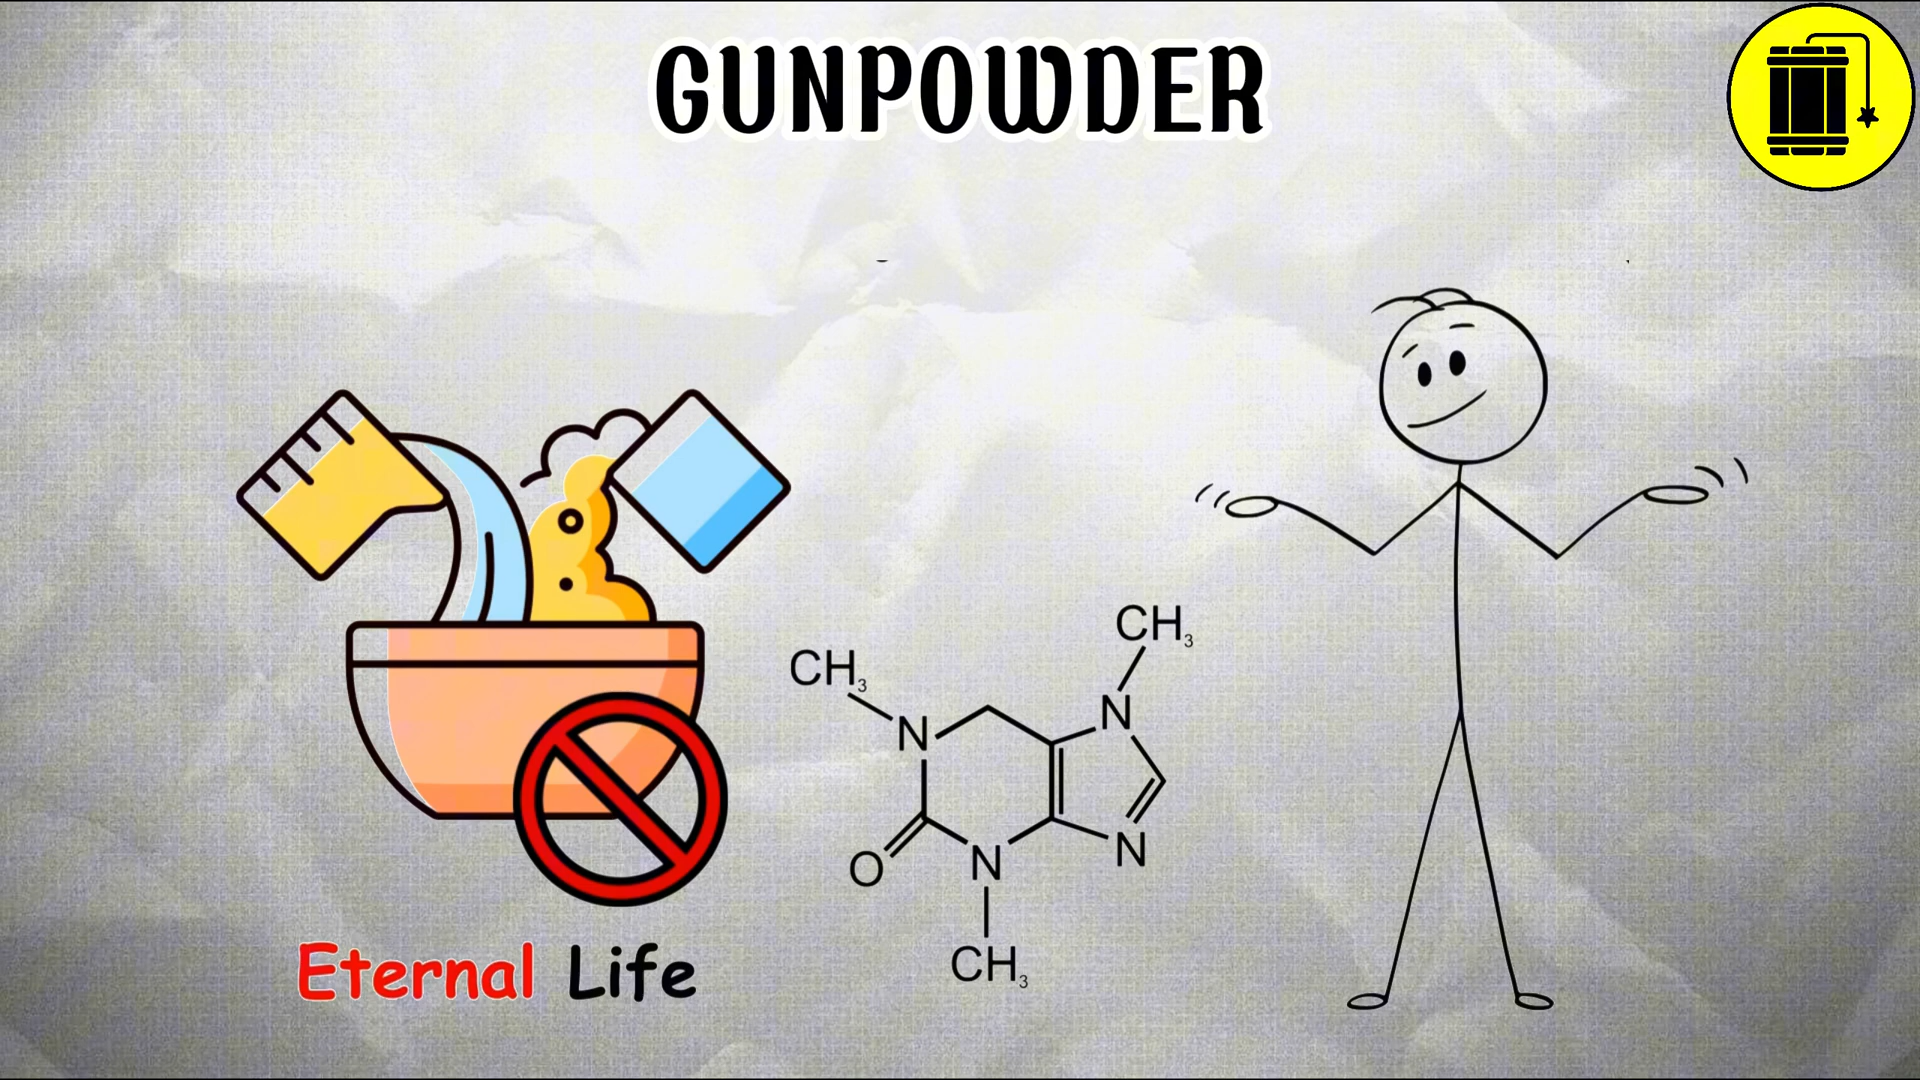 GUNPOWDER
CH₃
CH₃
N
N
O
N
N
CH₃
Eternal Life